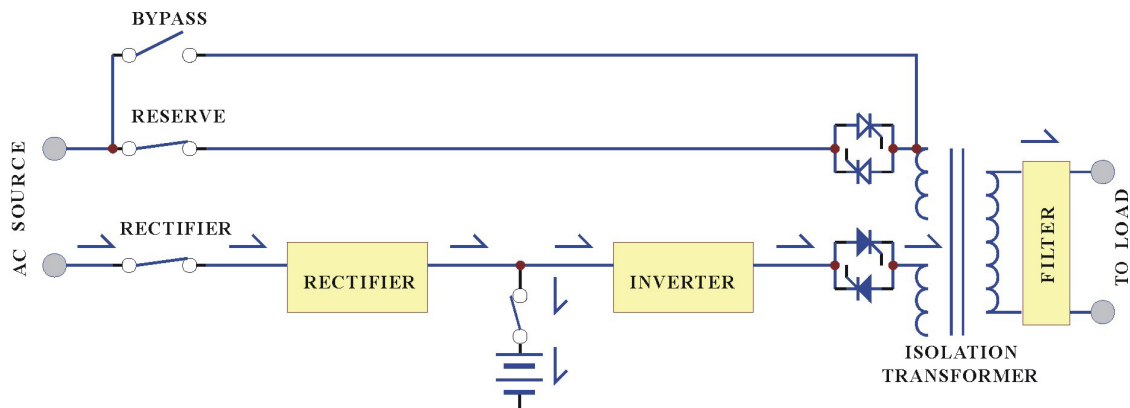 BYPASS
RESERVE
AC SOURCE
RECTIFIER
RECTIFIER
INVERTER
FILTER
TO LOAD
ISOLATION
TRANSFORMER